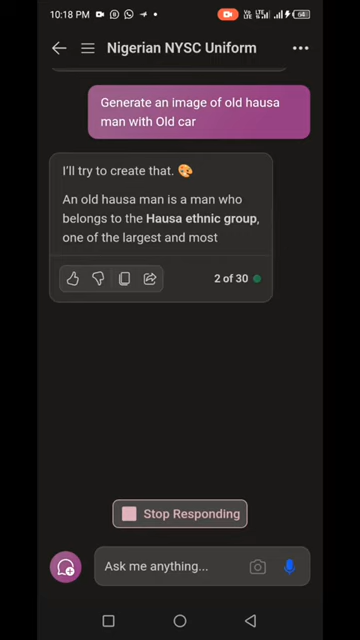 10:18 PM
64
Nigerian NYSC Uniform
Generate an image of old hausa
man with Old car
I'll try to create that. 🎨
An old hausa man is a man who
belongs to the Hausa ethnic group,
one of the largest and most
2 of 30
Stop Responding
Ask me anything...